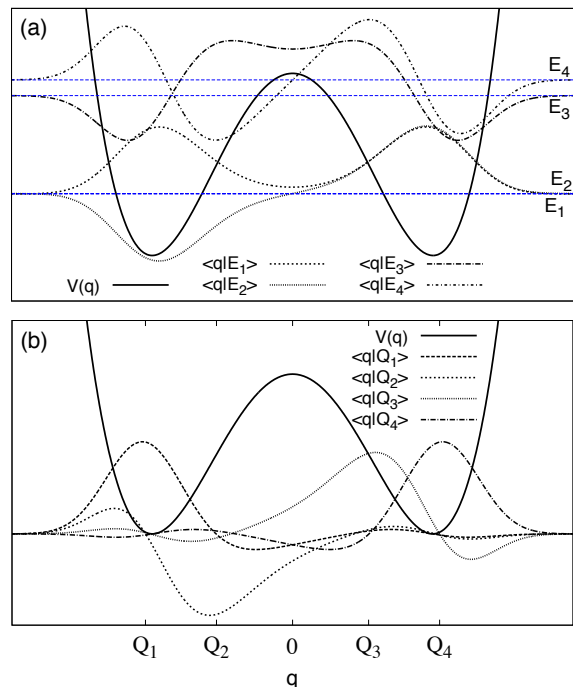 (a)
E₄
E₃
E₂
E₁
V(q)
<q|E₁>
<q|E₂>
<q|E₃>
<q|E₄>
(b)
V(q)
<q|Q₁>
<q|Q₂>
<q|Q₃>
<q|Q₄>
Q₁ Q₂ 0 Q₃ Q₄
q